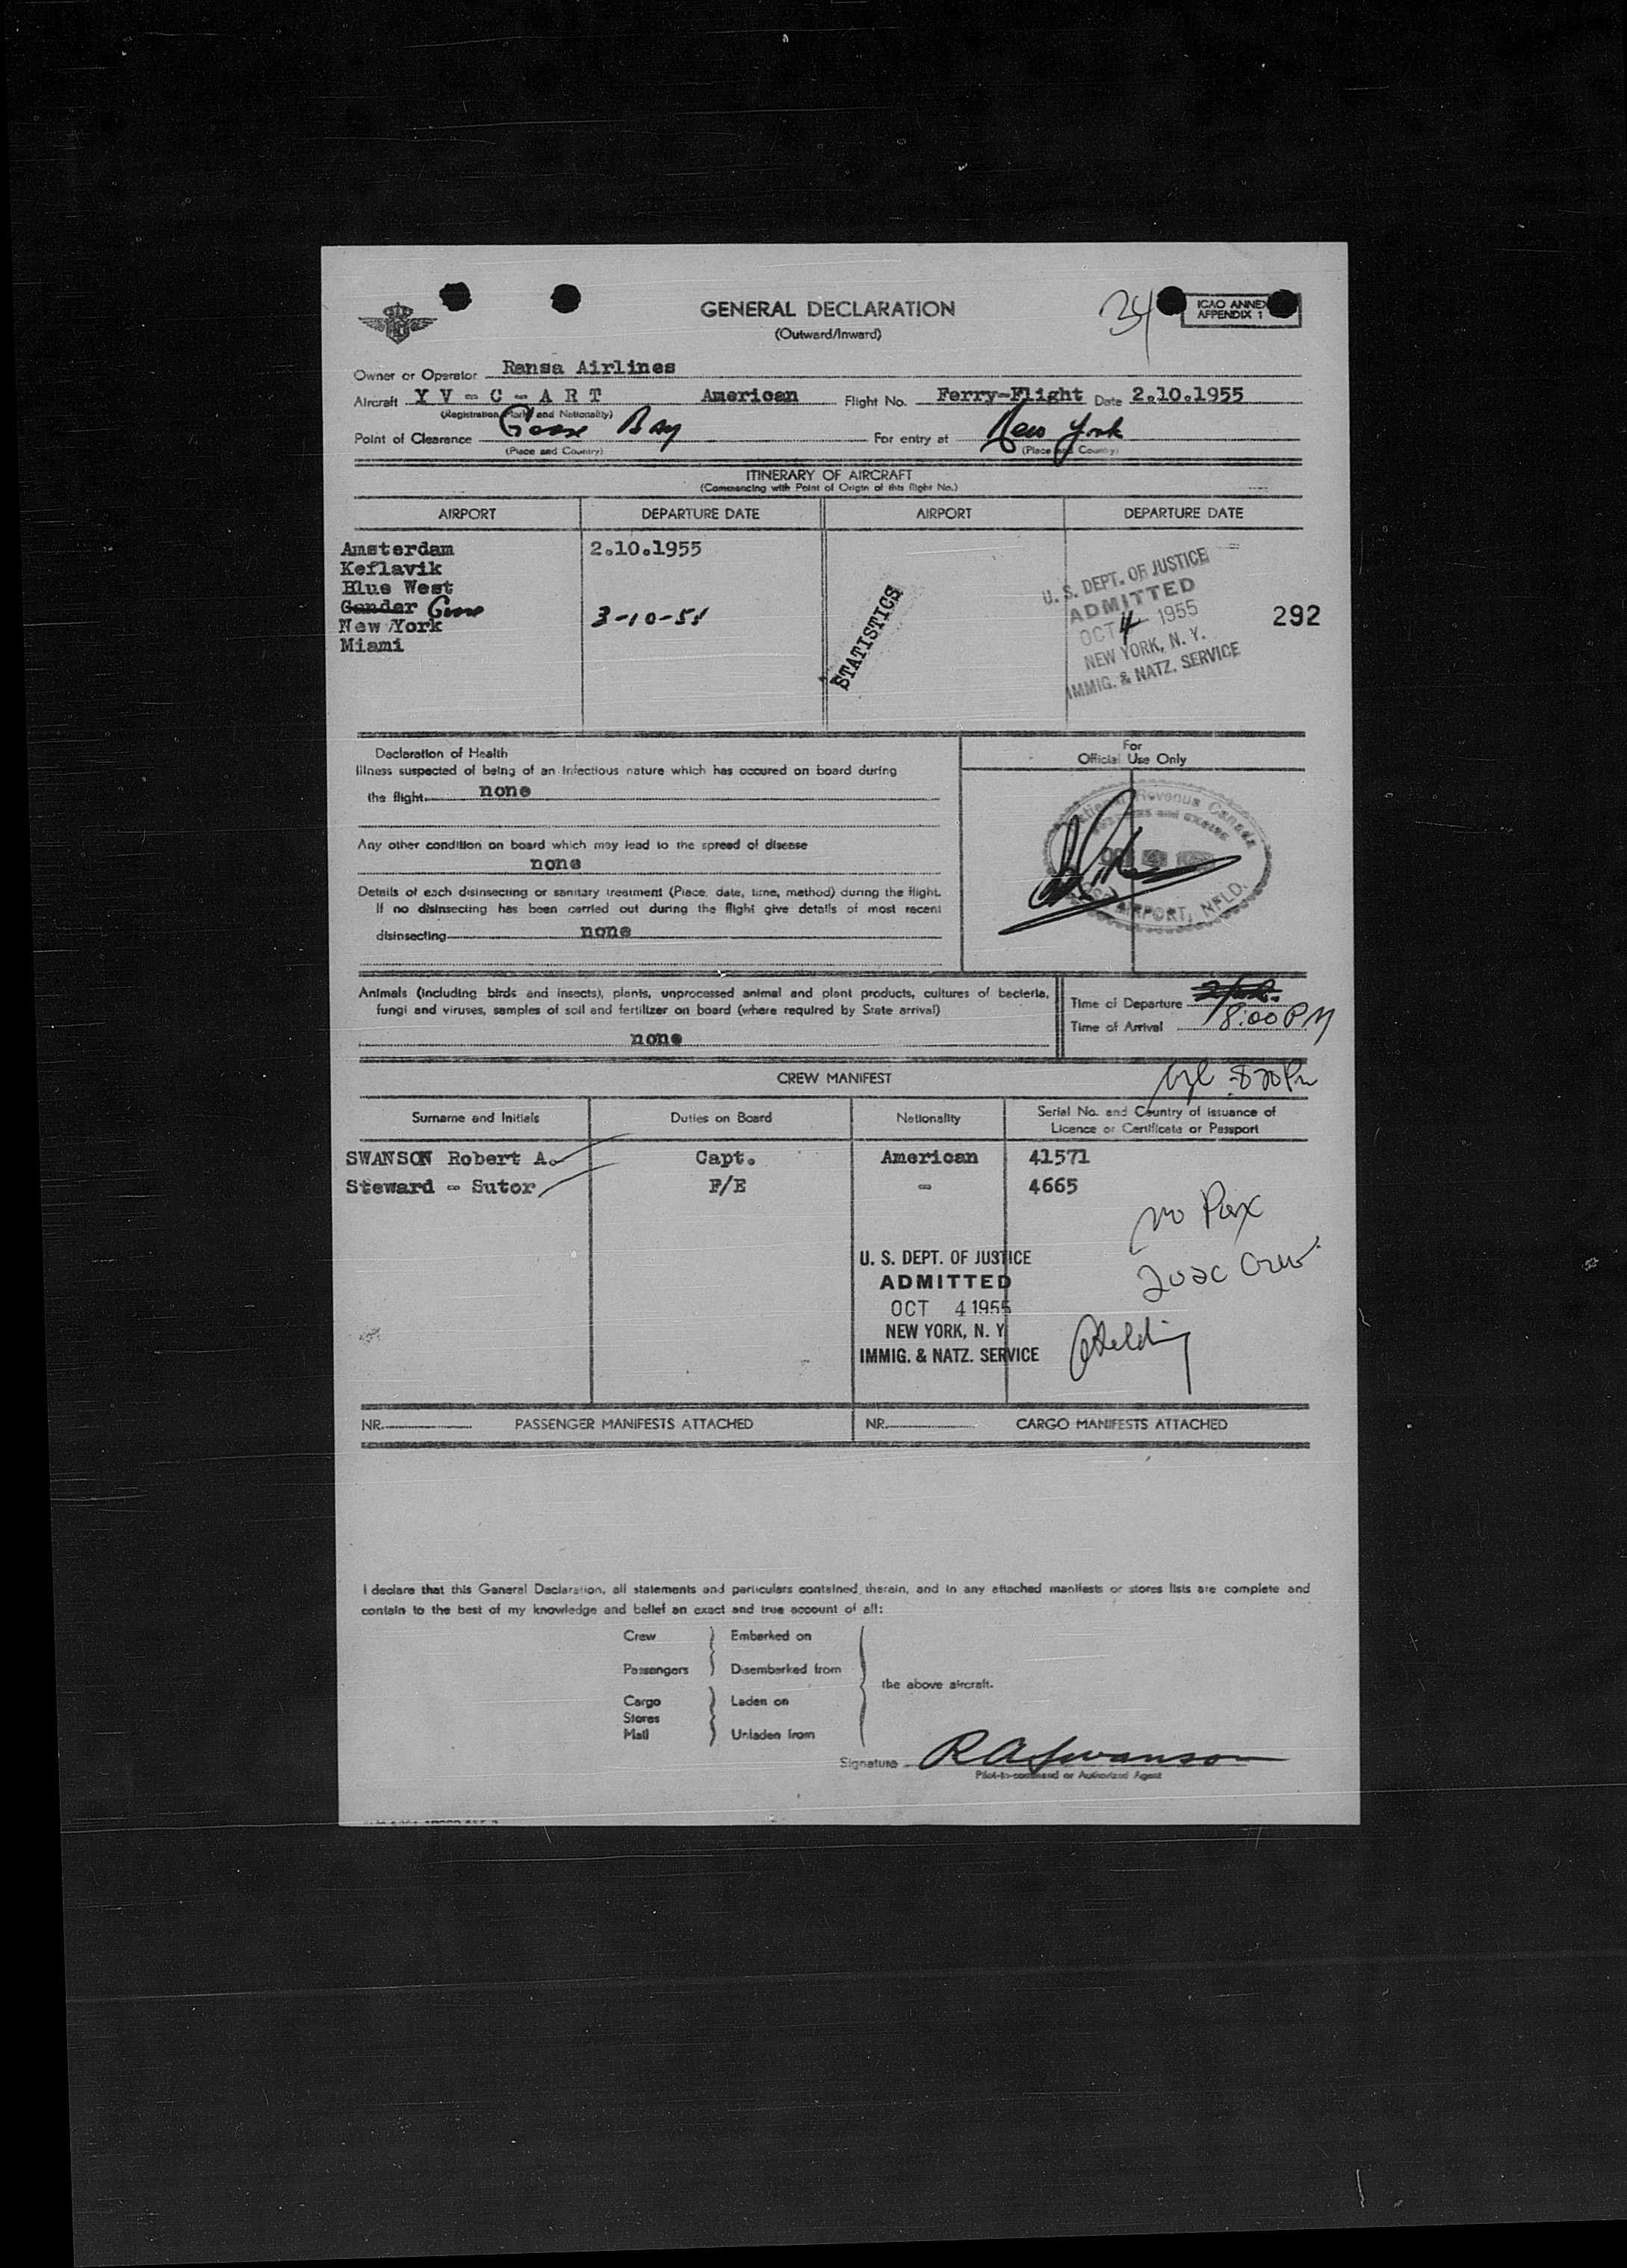 GENERAL DECLARATION
(Outward/Inward)
34
ICAO ANNEX
APPENDIX 1
Owner or Operator Ransa Airlines
Aircraft Y V - C - A R T American Flight No. Ferry-Flight Date 2.10.1955
(Registration Mark and Nationality)
Point of Clearance Goose Bay For entry at New York
(Place and Country) (Place and Country)
ITINERARY OF AIRCRAFT
(Commencing with Point of Origin of this flight No.)
AIRPORT DEPARTURE DATE AIRPORT DEPARTURE DATE
Amsterdam 2.10.1955
Keflavik
Blue West
Gander Goose 3-10-55
New York
Miami
STATISTICS
U. S. DEPT. OF JUSTICE
ADMITTED
OCT 4 1955
NEW YORK, N. Y.
IMMIG. & NATZ. SERVICE
292
Declaration of Health
Illness suspected of being of an infectious nature which has occured on board during
the flight none
Any other condition on board which may lead to the spread of disease
none
Details of each disinsecting or sanitary treatment (Place, date, time, method) during the flight.
If no disinsecting has been carried out during the flight give details of most recent
disinsecting none
For
Official Use Only
National Revenue Canada
Customs and Excise
AIRPORT, NFLD.
Animals (including birds and insects), plants, unprocessed animal and plant products, cultures of bacteria,
fungi and viruses, samples of soil and fertilizer on board (where required by State arrival)
none
Time of Departure
Time of Arrival 8:00 PM
8 20 Pm
CREW MANIFEST
Surname and Initials Duties on Board Nationality Serial No. and Country of issuance of
Licence or Certificate or Passport
SWANSON Robert A. Capt. American 41571
Steward - Sutor F/E - 4665
no Pax
2 usc Crew
U. S. DEPT. OF JUSTICE
ADMITTED
OCT 4 1955
NEW YORK, N. Y.
IMMIG. & NATZ. SERVICE
NR. PASSENGER MANIFESTS ATTACHED NR. CARGO MANIFESTS ATTACHED
I declare that this General Declaration, all statements and particulars contained therein, and in any attached manifests or stores lists are complete and
contain to the best of my knowledge and belief an exact and true account of all:
Crew Embarked on
Passengers Disembarked from
the above aircraft.
Cargo Laden on
Stores
Mail Unladen from
Signature R A Swanson
Pilot-in-command or Authorized Agent